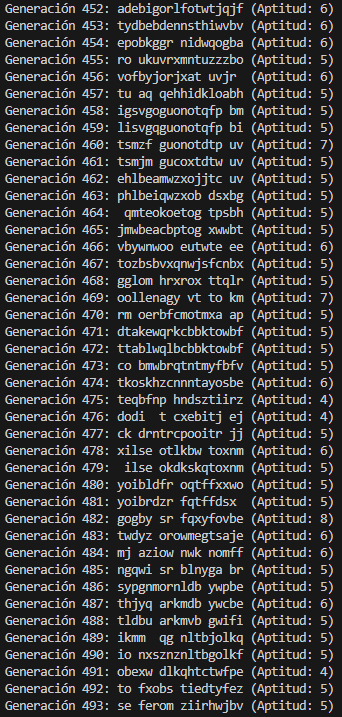 Generación 452: adebigorlfotwtjqjf (Aptitud: 6)
Generación 453: tydbebdennsthiwvbv (Aptitud: 6)
Generación 454: epobkggr nidwqogba (Aptitud: 6)
Generación 455: ro ukuvrxmntuzzzbo (Aptitud: 5)
Generación 456: vofbyjorjxat uvjr  (Aptitud: 6)
Generación 457: tu aq qehhidkloabh (Aptitud: 5)
Generación 458: igsvgoguonotqfp bm (Aptitud: 5)
Generación 459: lisvgqguonotqfp bi (Aptitud: 5)
Generación 460: tsmzf guonotdtp uv (Aptitud: 7)
Generación 461: tsmjm gucoxtdtw uv (Aptitud: 5)
Generación 462: ehlbeamwzxojjtc uv (Aptitud: 5)
Generación 463: phlbeiqwzxob dsxbg (Aptitud: 5)
Generación 464:  qmteokoetog tpsbh (Aptitud: 5)
Generación 465: jmwbeacbptog xwwbt (Aptitud: 5)
Generación 466: vbywnwoo eutwte ee (Aptitud: 6)
Generación 467: tozbsbvxqnwjsfcnbx (Aptitud: 5)
Generación 468: gglom hrxrox ttqlr (Aptitud: 5)
Generación 469: oollenagy vt to km (Aptitud: 7)
Generación 470: rm oerbfcmotmxa ap (Aptitud: 5)
Generación 471: dtakewqrkcbbktowbf (Aptitud: 5)
Generación 472: ttablwqlbcbbktowbf (Aptitud: 5)
Generación 473: co bmwbrqtntmyfbfv (Aptitud: 5)
Generación 474: tkoskhzcnnntayosbe (Aptitud: 6)
Generación 475: teqbfnp hndsztiirz (Aptitud: 4)
Generación 476: dodi  t cxebitj ej (Aptitud: 4)
Generación 477: ck drntrcpooitr jj (Aptitud: 5)
Generación 478: xilse otlkbw toxnm (Aptitud: 6)
Generación 479:  ilse okdkskqtoxnm (Aptitud: 5)
Generación 480: yoibldfr oqtffxxwo (Aptitud: 5)
Generación 481: yoibrdzr fqtffdsx  (Aptitud: 5)
Generación 482: gogby sr fqxyfovbe (Aptitud: 8)
Generación 483: twdyz orowmegtsaje (Aptitud: 6)
Generación 484: mj aziow nwk nomff (Aptitud: 6)
Generación 485: ngqwi sr blnyga br (Aptitud: 5)
Generación 486: sypgnmornldb ywpbe (Aptitud: 5)
Generación 487: thjyq arkmdb ywcbe (Aptitud: 6)
Generación 488: tldbu arkmvb gwifi (Aptitud: 5)
Generación 489: ikmm  qg nltbjolkq (Aptitud: 5)
Generación 490: io nxsznznltbgolkf (Aptitud: 5)
Generación 491: obexw dlkqhtctwfpe (Aptitud: 4)
Generación 492: to fxobs tiedtyfez (Aptitud: 5)
Generación 493: se ferom ziirhwjbv (Aptitud: 5)